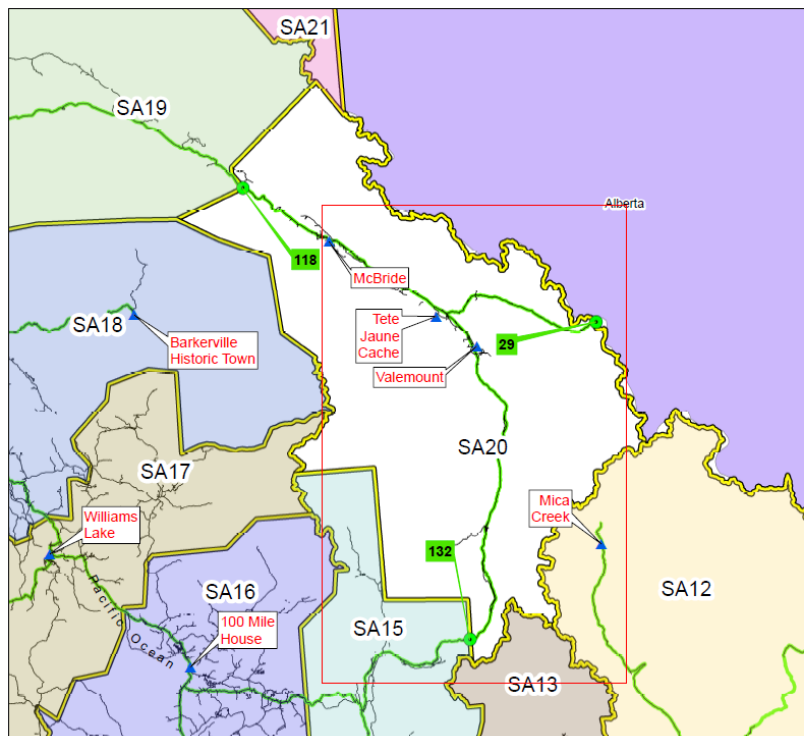 SA21
SA19
Alberta
118
McBride
SA18
Barkerville
Historic Town
Tete
Jaune
Cache
29
Valemount
SA20
SA17
Williams
Lake
Mica
Creek
132
Pacific Ocean
SA16
SA12
100 Mile
House
SA15
SA13